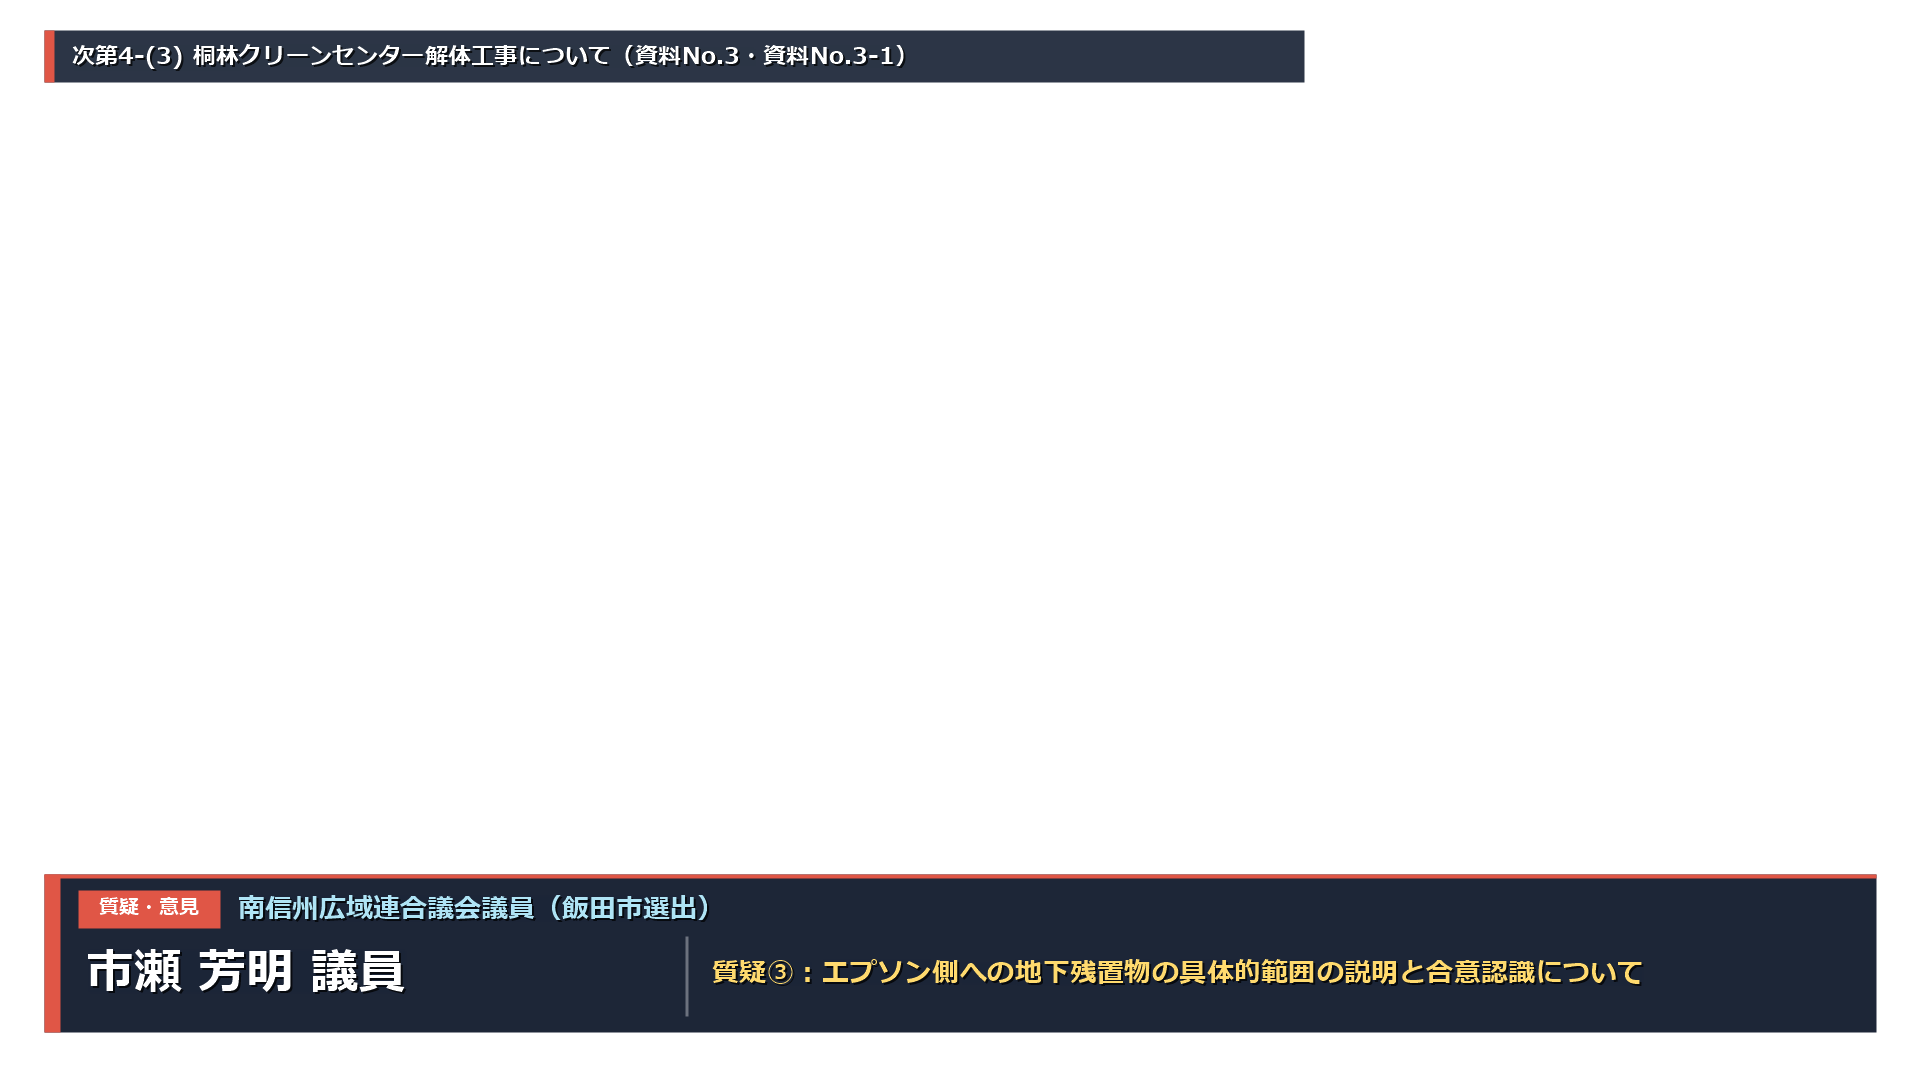 次第4-(3) 桐林クリーンセンター解体工事について（資料No.3・資料No.3-1）
質疑・意見
南信州広域連合議会議員（飯田市選出）
市瀬 芳明 議員
質疑③：エプソン側への地下残置物の具体的範囲の説明と合意認識について